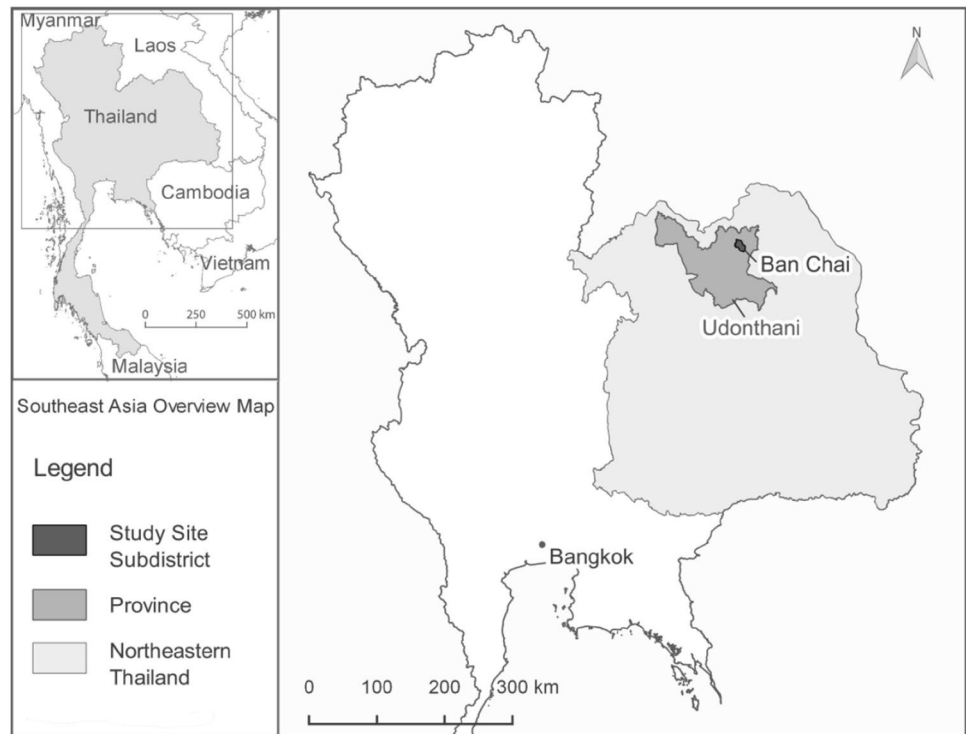 Myanmar
Laos
Thailand
Cambodia
Vietnam
0 250 500 km
Malaysia
Southeast Asia Overview Map
Legend
Study Site
Subdistrict
Province
Northeastern
Thailand
N
Ban Chai
Udonthani
Bangkok
0 100 200 300 km